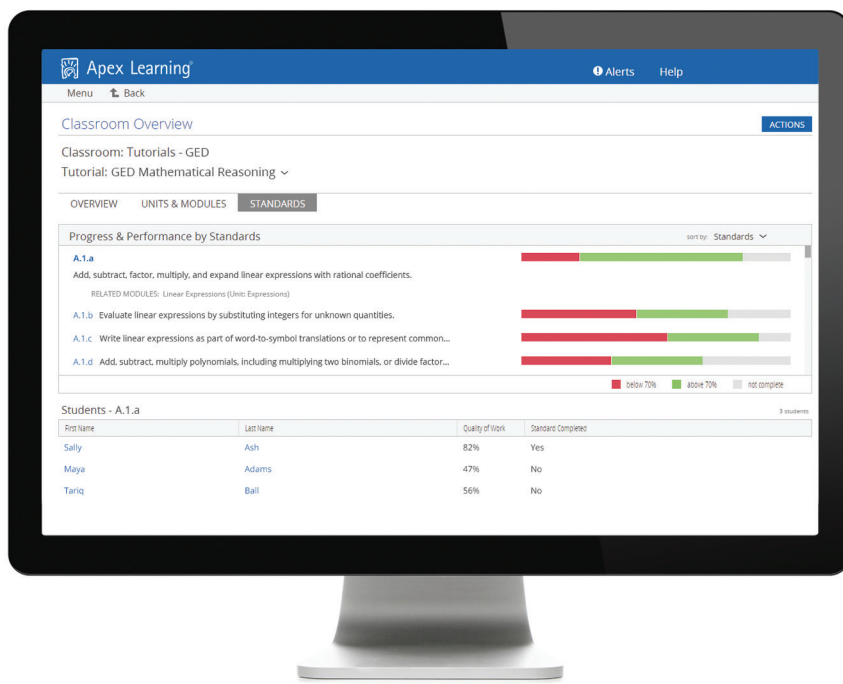 Apex Learning®
Alerts Help
Menu Back
Classroom Overview
ACTIONS
Classroom: Tutorials - GED
Tutorial: GED Mathematical Reasoning
OVERVIEW UNITS & MODULES STANDARDS
Progress & Performance by Standards sort by: Standards
A.1.a
Add, subtract, factor, multiply, and expand linear expressions with rational coefficients.
RELATED MODULES: Linear Expressions (Unit: Expressions)
A.1.b Evaluate linear expressions by substituting integers for unknown quantities.
A.1.c Write linear expressions as part of word-to-symbol translations or to represent common...
A.1.d Add, subtract, multiply polynomials, including multiplying two binomials, or divide factor...
below 70% above 70% not complete
Students - A.1.a 3 students
First Name Last Name Quality of Work Standard Completed
Sally Ash 82% Yes
Maya Adams 47% No
Tariq Ball 56% No